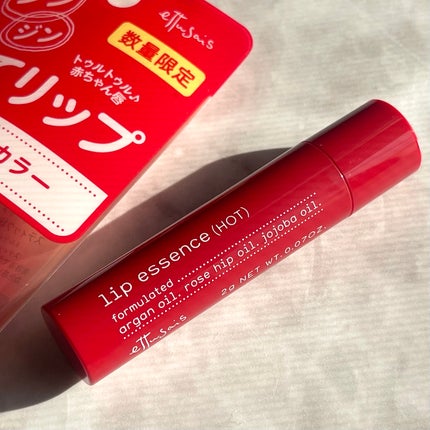 ettusais
ジン
数量限定
トゥルトゥル♪
赤ちゃん唇
リップ
カラー
lip essence (HOT)
formulated
argan oil. rose hip oil. jojoba oil.
2g NET WT. 0.07OZ.
ettusais